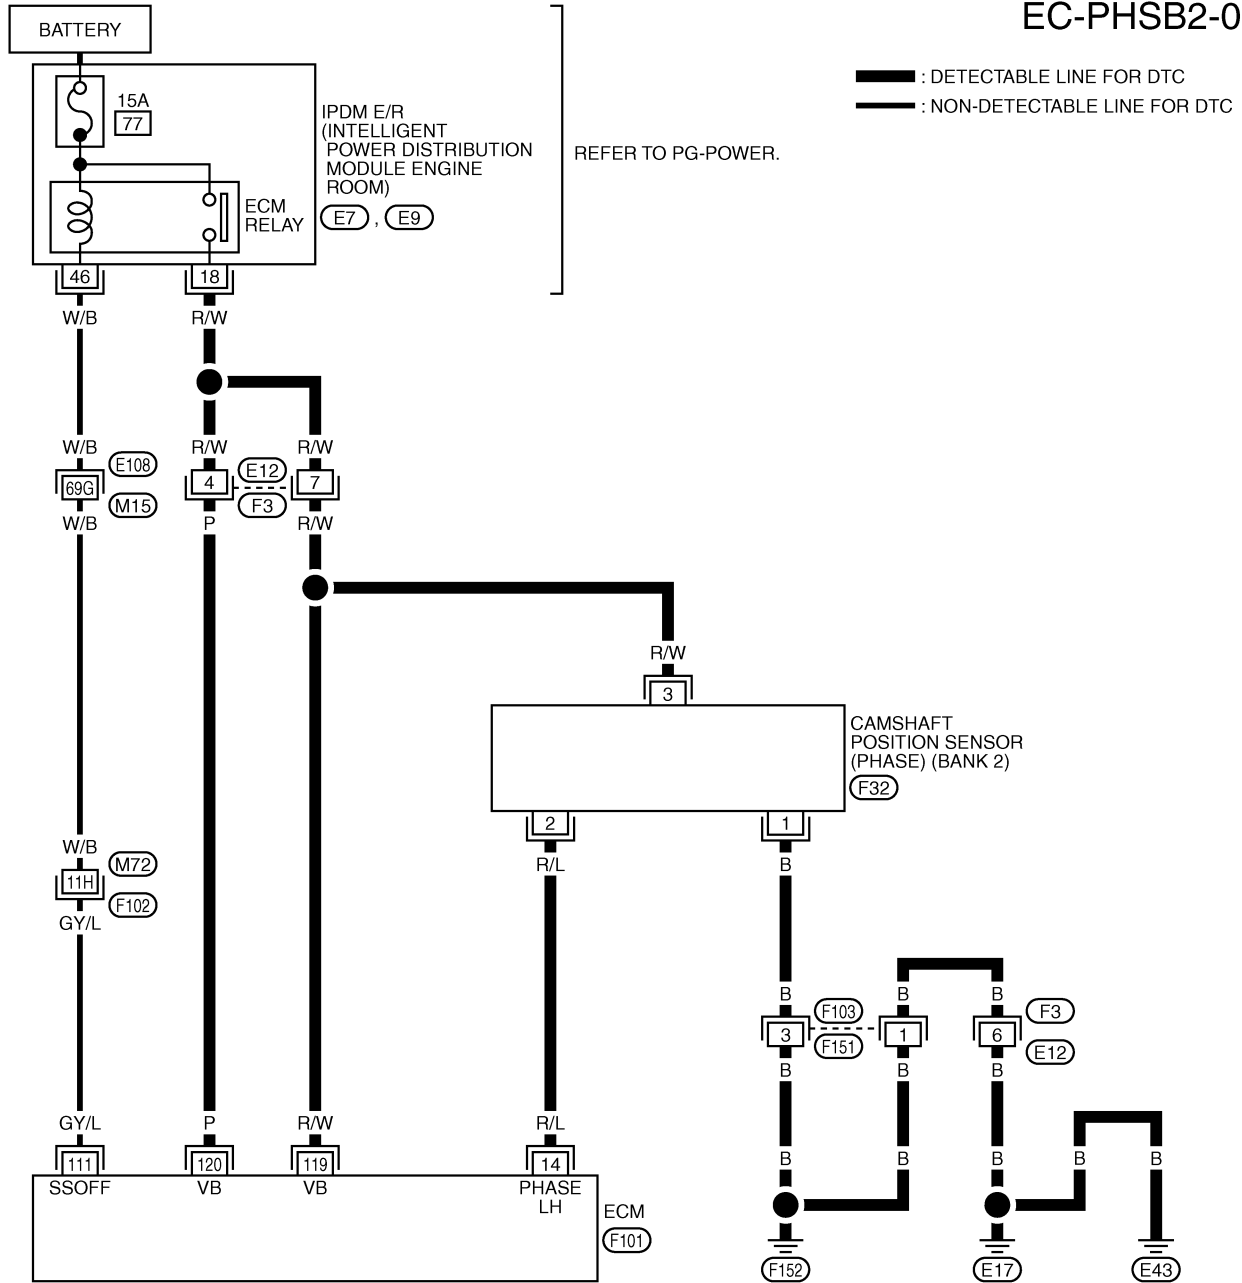 EC-PHSB2-0
BATTERY
: DETECTABLE LINE FOR DTC
: NON-DETECTABLE LINE FOR DTC
15A
77
IPDM E/R
(INTELLIGENT
POWER DISTRIBUTION
MODULE ENGINE
ROOM)
E7 , E9
REFER TO PG-POWER.
ECM
RELAY
46 18
W/B R/W
W/B R/W R/W
E108
69G 4 E12 7
M15 F3
W/B P R/W
R/W
3
CAMSHAFT
POSITION SENSOR
(PHASE) (BANK 2)
F32
2 1
R/L B
W/B
M72
11H
F102
GY/L
B B B
F103 F3
3 1 6
F151 E12
B B B
GY/L P R/W R/L
B B B B B
111 120 119 14
SSOFF VB VB PHASE
LH
ECM
F101
F152 E17 E43